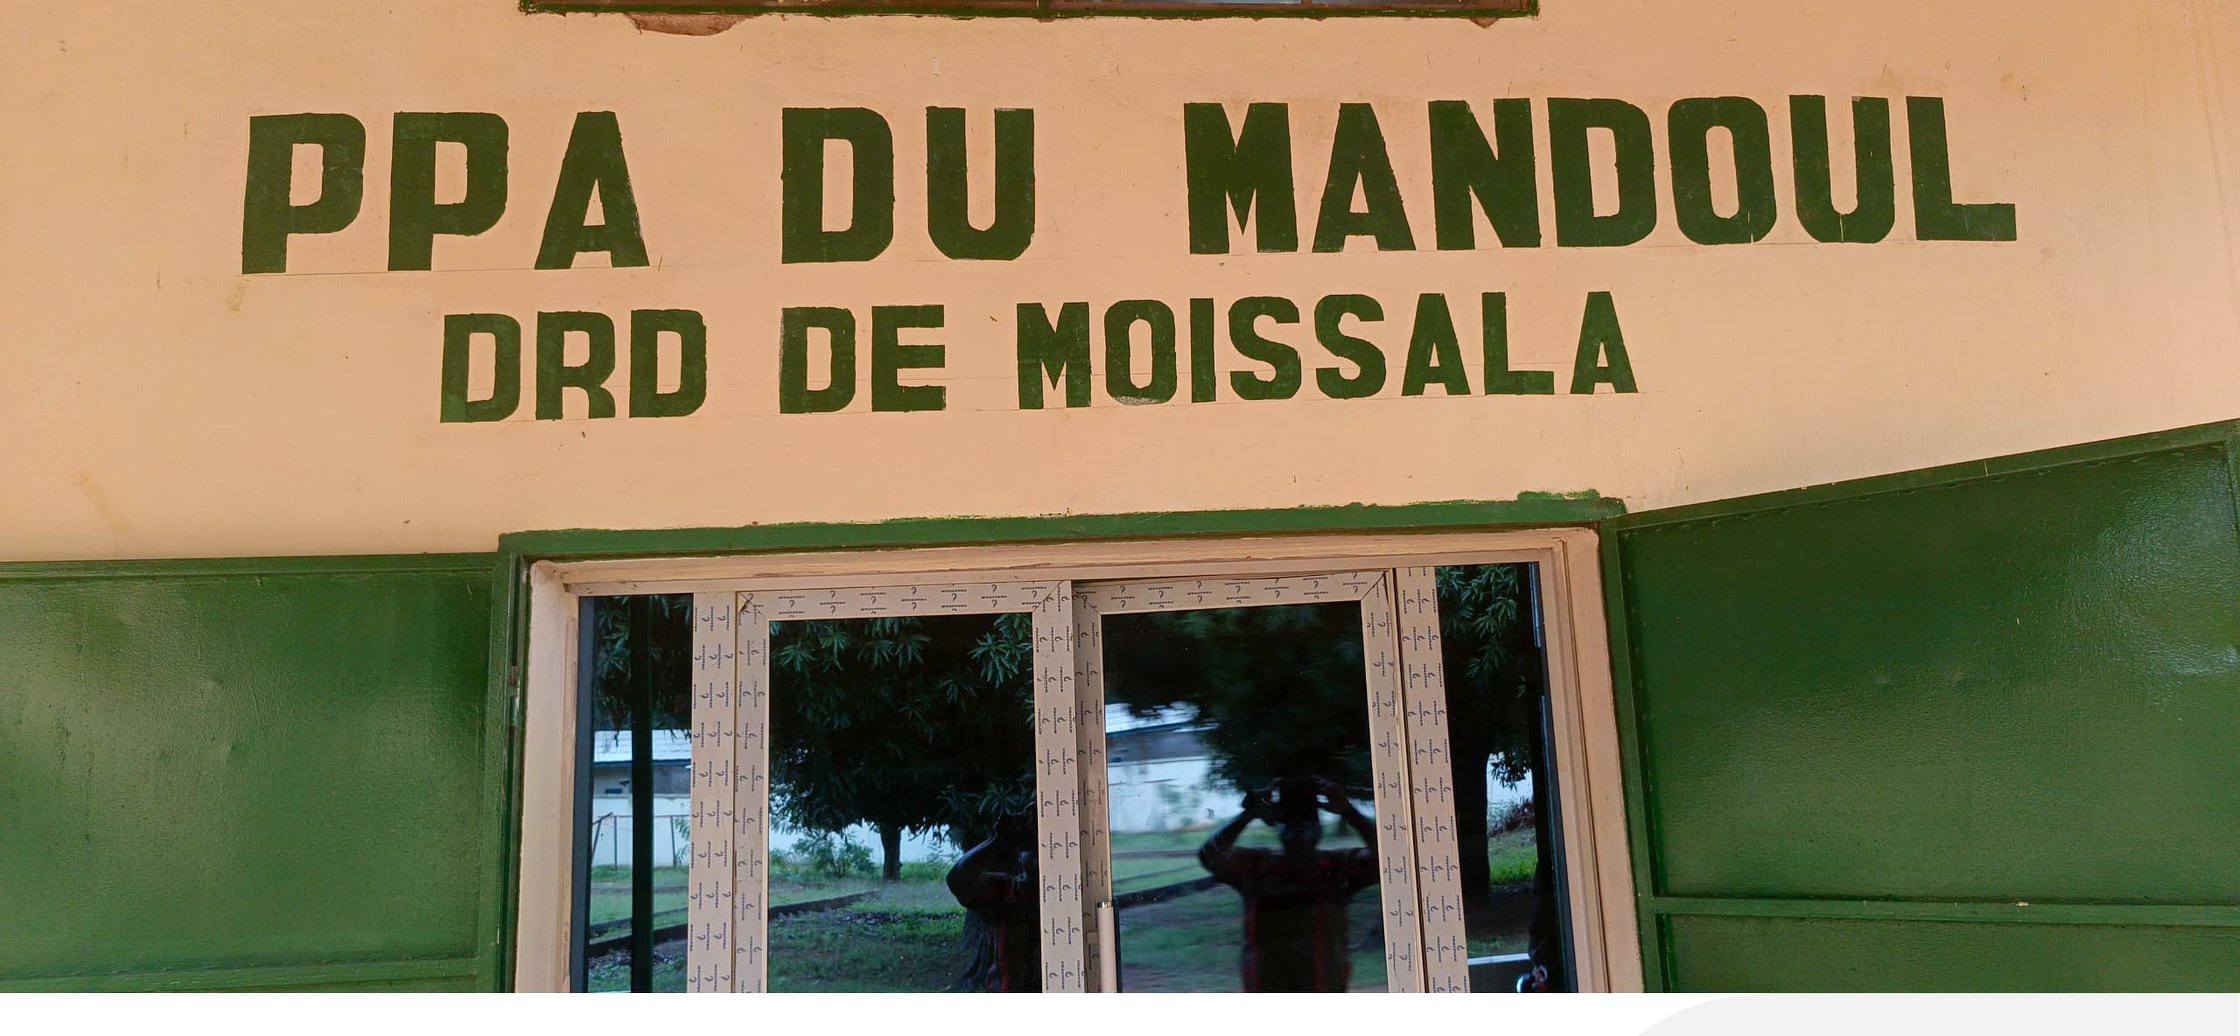 PPA DU MANDOUL
DRD DE MOISSALA